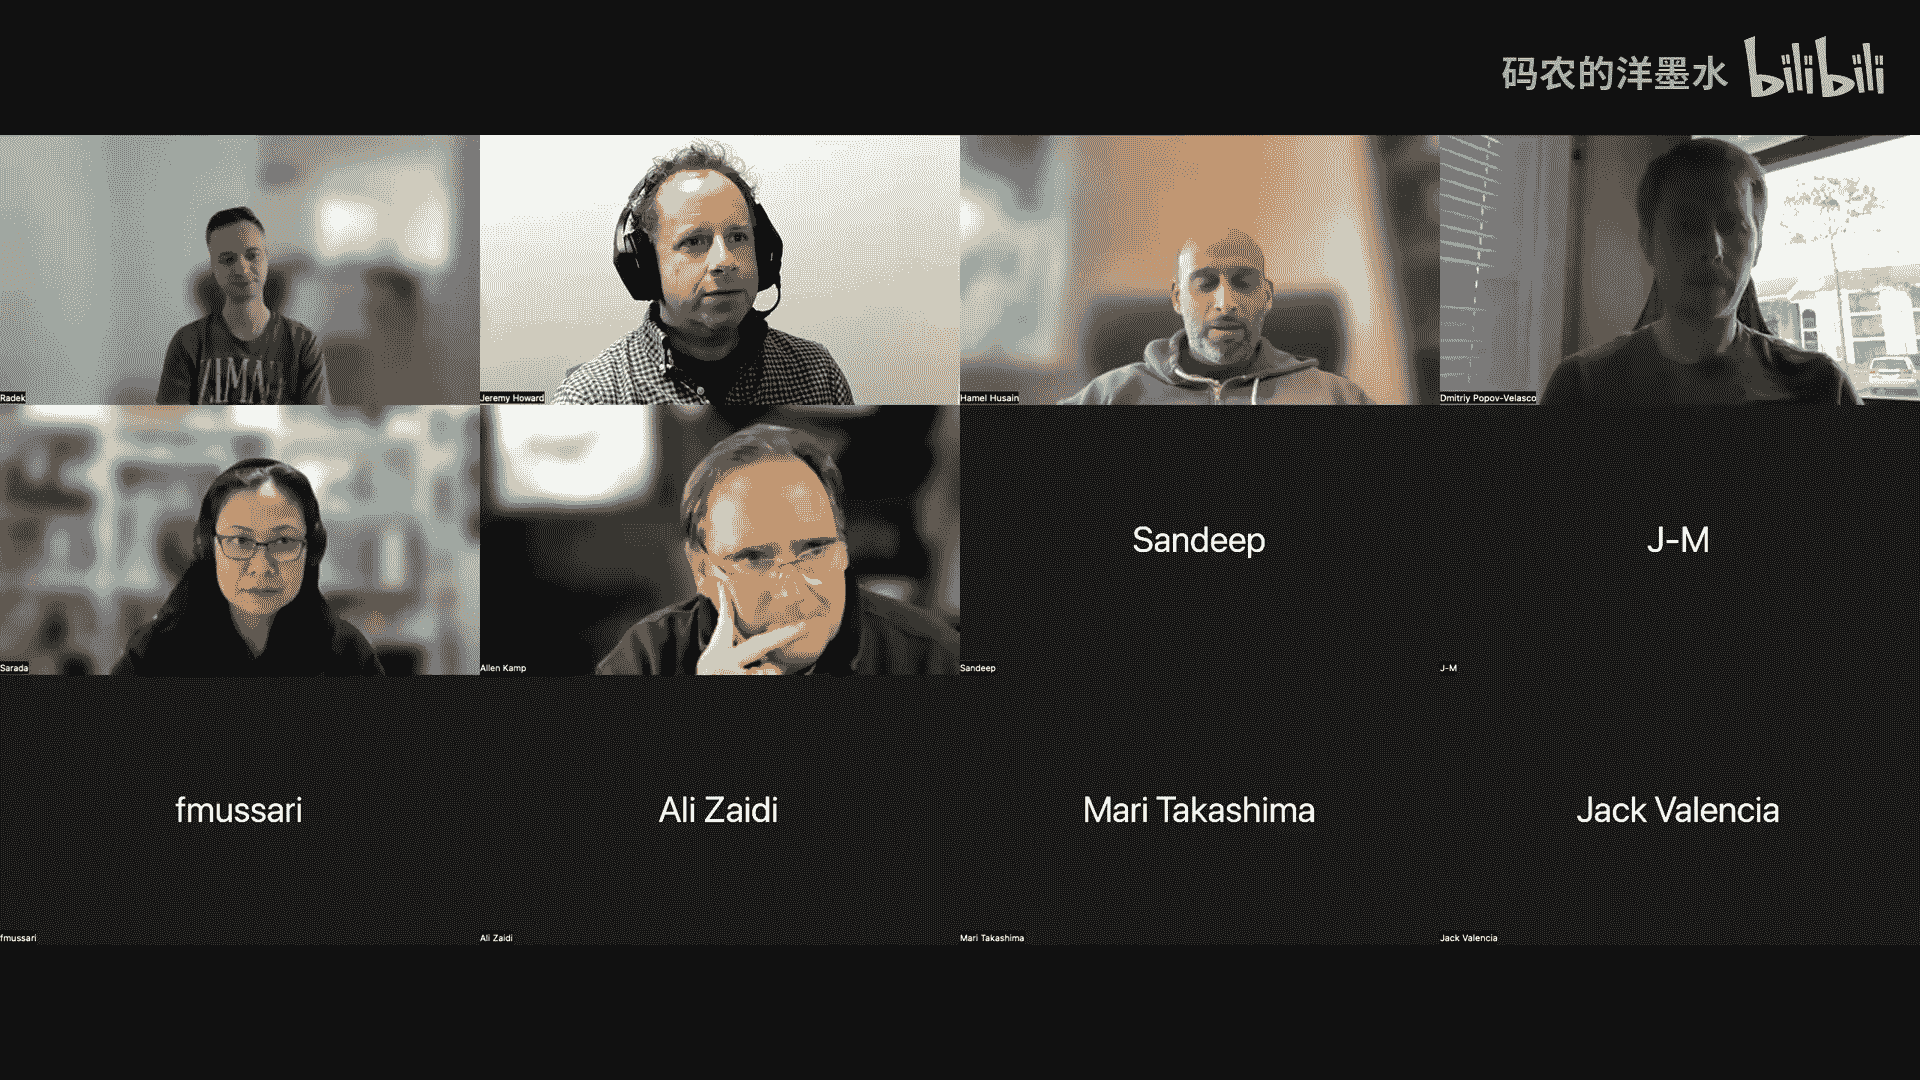 码农的洋墨水 bilibili
ZIMA
Radek
Jeremy Howard
Hamel Husain
Dmitriy Popov-Velasco
Sandeep
J-M
Sarada
Allen Kamp
Sandeep
J-M
fmussari
Ali Zaidi
Mari Takashima
Jack Valencia
fmussari
Ali Zaidi
Mari Takashima
Jack Valencia